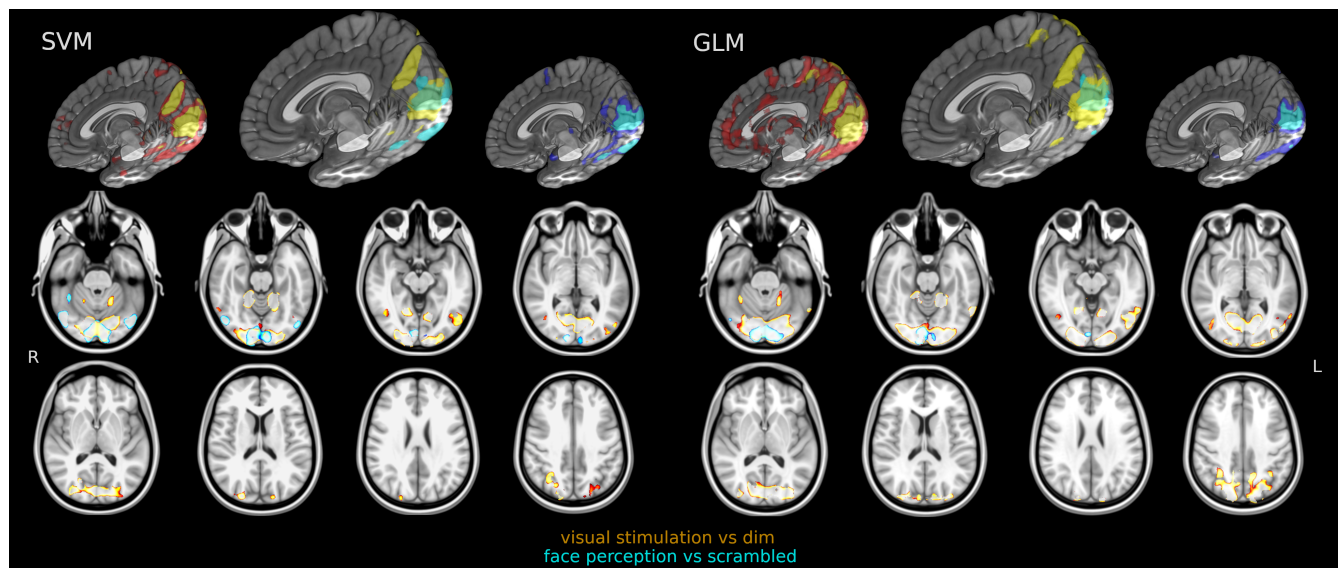 SVM
GLM
R
L
visual stimulation vs dim
face perception vs scrambled